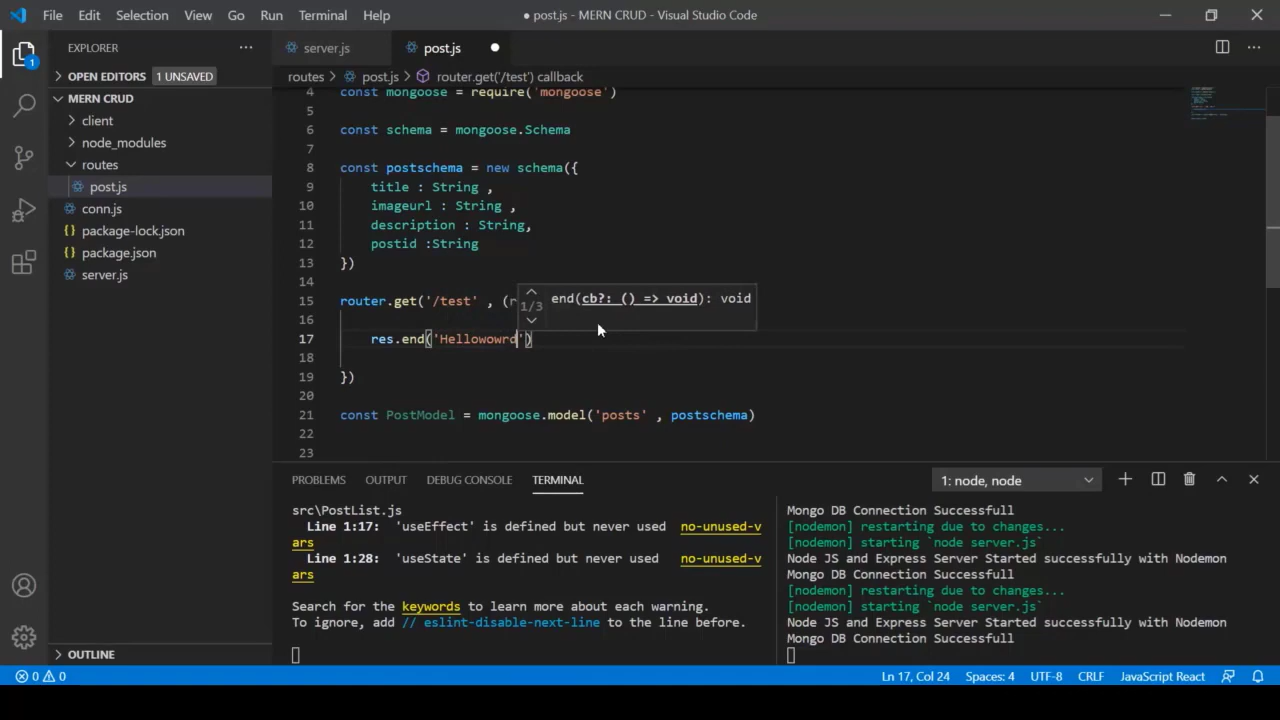 File Edit Selection View Go Run Terminal Help
● post.js - MERN CRUD - Visual Studio Code
EXPLORER
1
OPEN EDITORS 1 UNSAVED
MERN CRUD
client
node_modules
routes
post.js
conn.js
package-lock.json
package.json
server.js
OUTLINE
server.js post.js
routes > post.js > router.get('/test') callback
4 const mongoose = require('mongoose')
5
6 const schema = mongoose.Schema
7
8 const postschema = new schema({
9 title : String ,
10 imageurl : String ,
11 description : String,
12 postid :String
13 })
14
15 router.get('/test' , (r
1/3 end(cb?: () => void): void
16
17 res.end('Hellowowrd')
18
19 })
20
21 const PostModel = mongoose.model('posts' , postschema)
22
23
PROBLEMS OUTPUT DEBUG CONSOLE TERMINAL
1: node, node
src\PostList.js
Line 1:17: 'useEffect' is defined but never used no-unused-v
ars
Line 1:28: 'useState' is defined but never used no-unused-v
ars
Search for the keywords to learn more about each warning.
To ignore, add // eslint-disable-next-line to the line before.
Mongo DB Connection Successfull
[nodemon] restarting due to changes...
[nodemon] starting `node server.js`
Node JS and Express Server Started successfully with Nodemon
Mongo DB Connection Successfull
[nodemon] restarting due to changes...
[nodemon] starting `node server.js`
Node JS and Express Server Started successfully with Nodemon
Mongo DB Connection Successfull
0 0
Ln 17, Col 24 Spaces: 4 UTF-8 CRLF JavaScript React